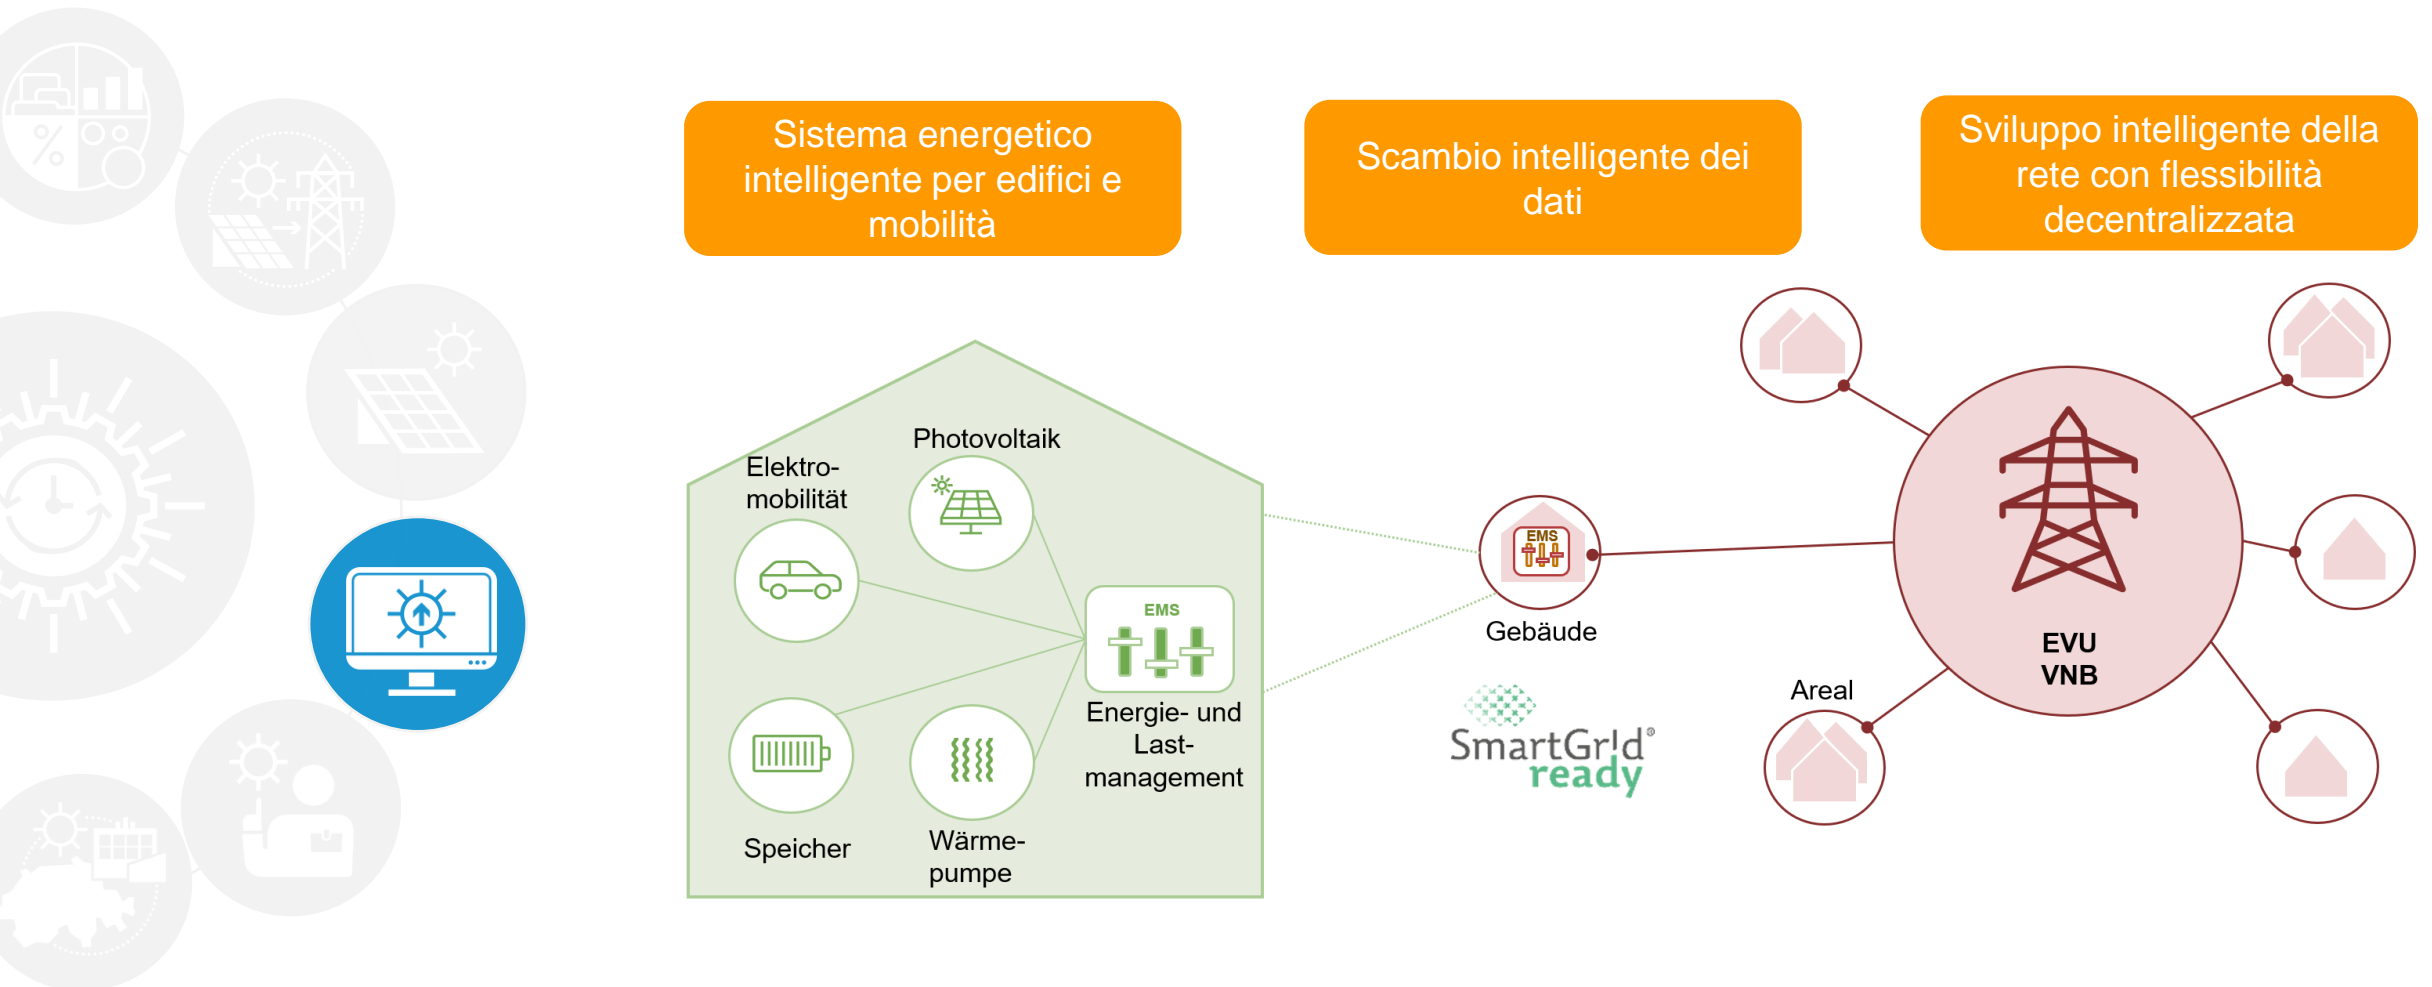 Sistema energetico
intelligente per edifici e
mobilità
Scambio intelligente dei
dati
Sviluppo intelligente della
rete con flessibilità
decentralizzata
Photovoltaik
Elektro-
mobilität
EMS
Energie- und
Last-
management
Speicher
Wärme-
pumpe
EMS
Gebäude
SmartGr!d®
ready
Areal
EVU
VNB